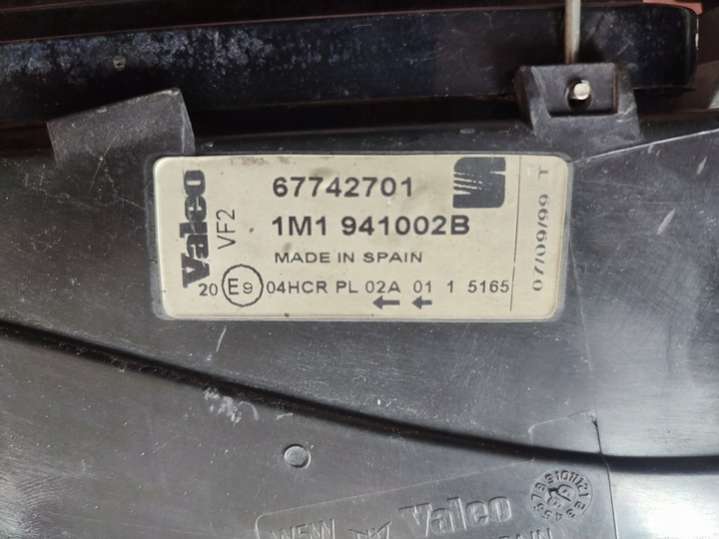 Valeo
VF2
67742701
1M1 941002B
MADE IN SPAIN
20 E9 04HCR PL 02A 01 1 5165
← ←
07/09/99 T
Valeo